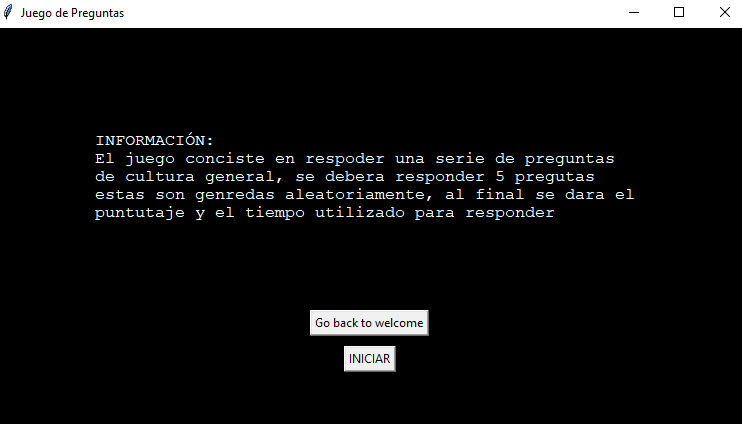 Juego de Preguntas
INFORMACIÓN:
El juego conciste en respoder una serie de preguntas
de cultura general, se debera responder 5 pregutas
estas son genredas aleatoriamente, al final se dara el
puntutaje y el tiempo utilizado para responder
Go back to welcome
INICIAR